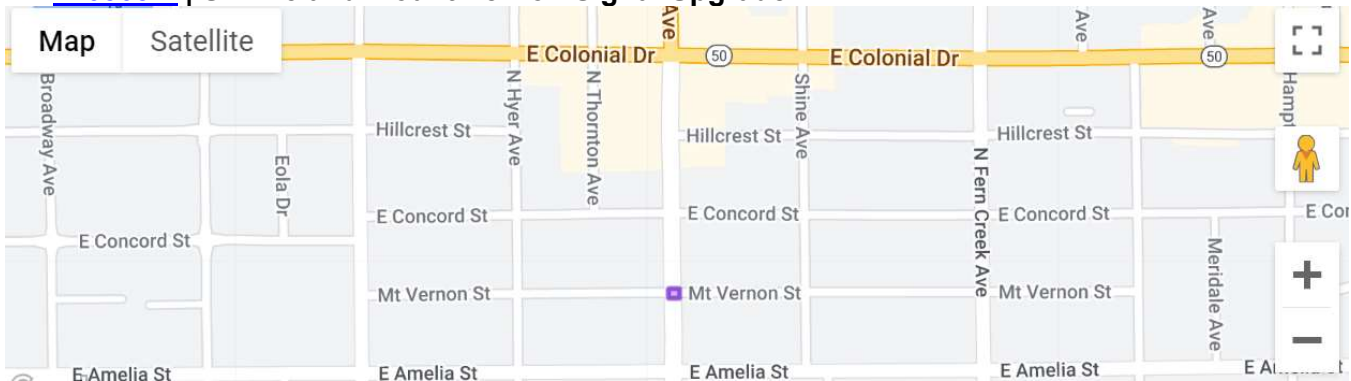 Map
Satellite
Ave
Ave
Ave
E Colonial Dr
50
E Colonial Dr
50
Broadway Ave
N Hyer Ave
N Thornton Ave
Shine Ave
Hillcrest St
Hillcrest St
Hillcrest St
Eola Dr
N Fern Creek Ave
E Concord St
E Concord St
E Concord St
E Concord St
Meridale Ave
Mt Vernon St
Mt Vernon St
Mt Vernon St
E Amelia St
E Amelia St
E Amelia St
E Amelia St